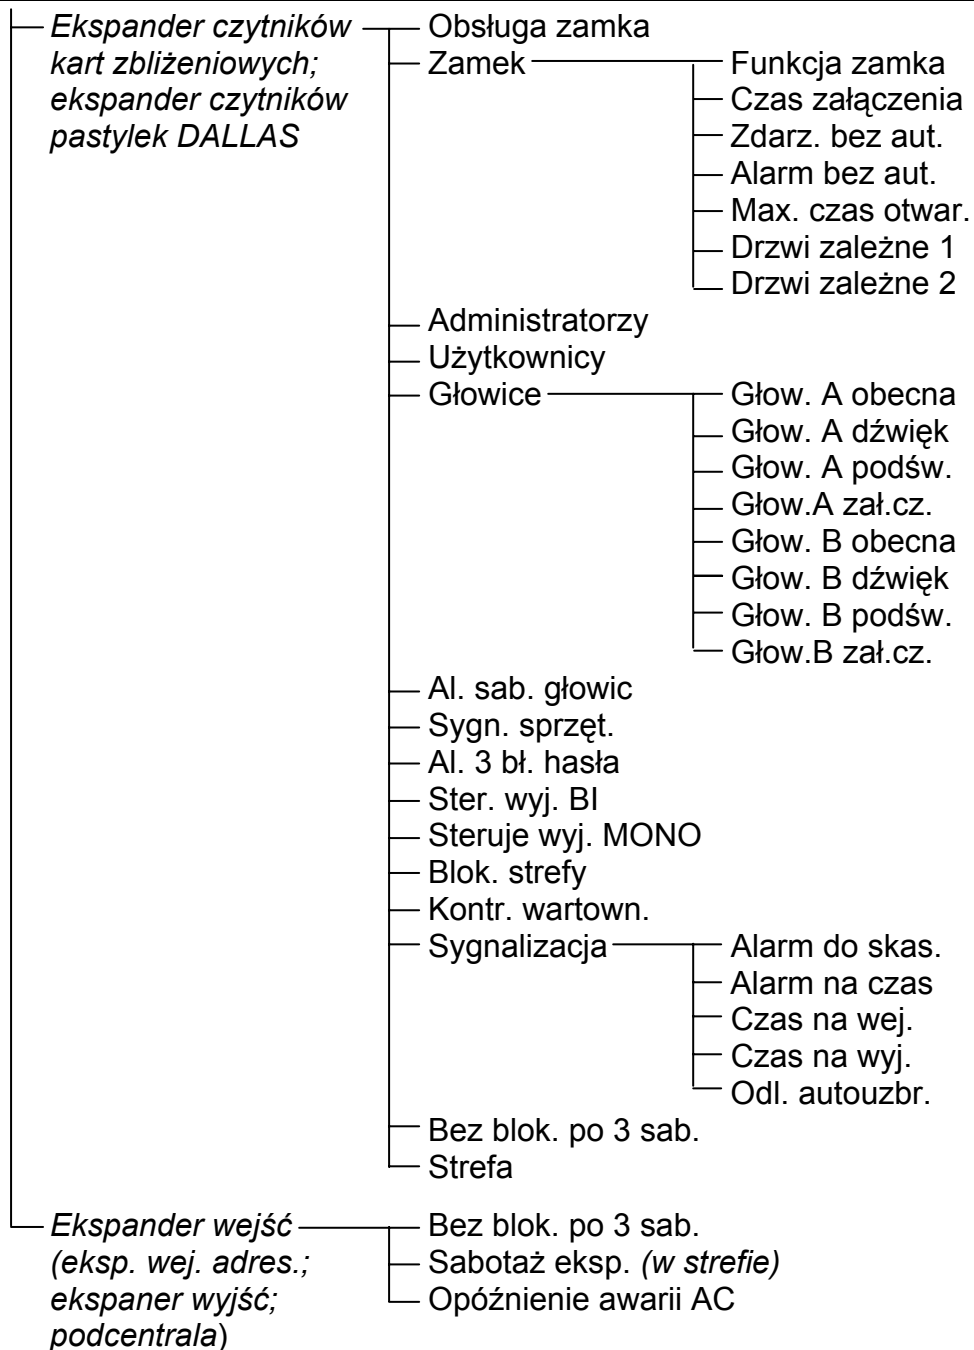 Ekspander czytników
kart zbliżeniowych;
ekspander czytników
pastylek DALLAS
Obsługa zamka
Zamek
Funkcja zamka
Czas załączenia
Zdarz. bez aut.
Alarm bez aut.
Max. czas otwar.
Drzwi zależne 1
Drzwi zależne 2
Administratorzy
Użytkownicy
Głowice
Głow. A obecna
Głow. A dźwięk
Głow. A podśw.
Głow.A zał.cz.
Głow. B obecna
Głow. B dźwięk
Głow. B podśw.
Głow.B zał.cz.
Al. sab. głowic
Sygn. sprzęt.
Al. 3 bł. hasła
Ster. wyj. BI
Steruje wyj. MONO
Blok. strefy
Kontr. wartown.
Sygnalizacja
Alarm do skas.
Alarm na czas
Czas na wej.
Czas na wyj.
Odl. autouzbr.
Bez blok. po 3 sab.
Strefa
Ekspander wejść
(eksp. wej. adres.;
ekspaner wyjść;
podcentrala)
Bez blok. po 3 sab.
Sabotaż eksp. (w strefie)
Opóźnienie awarii AC